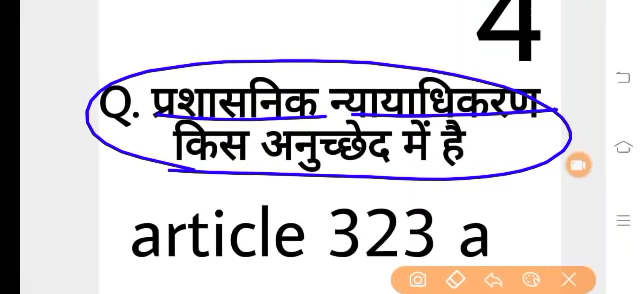 4
Q. प्रशासनिक न्यायाधिकरण
किस अनुच्छेद में है
article 323 a